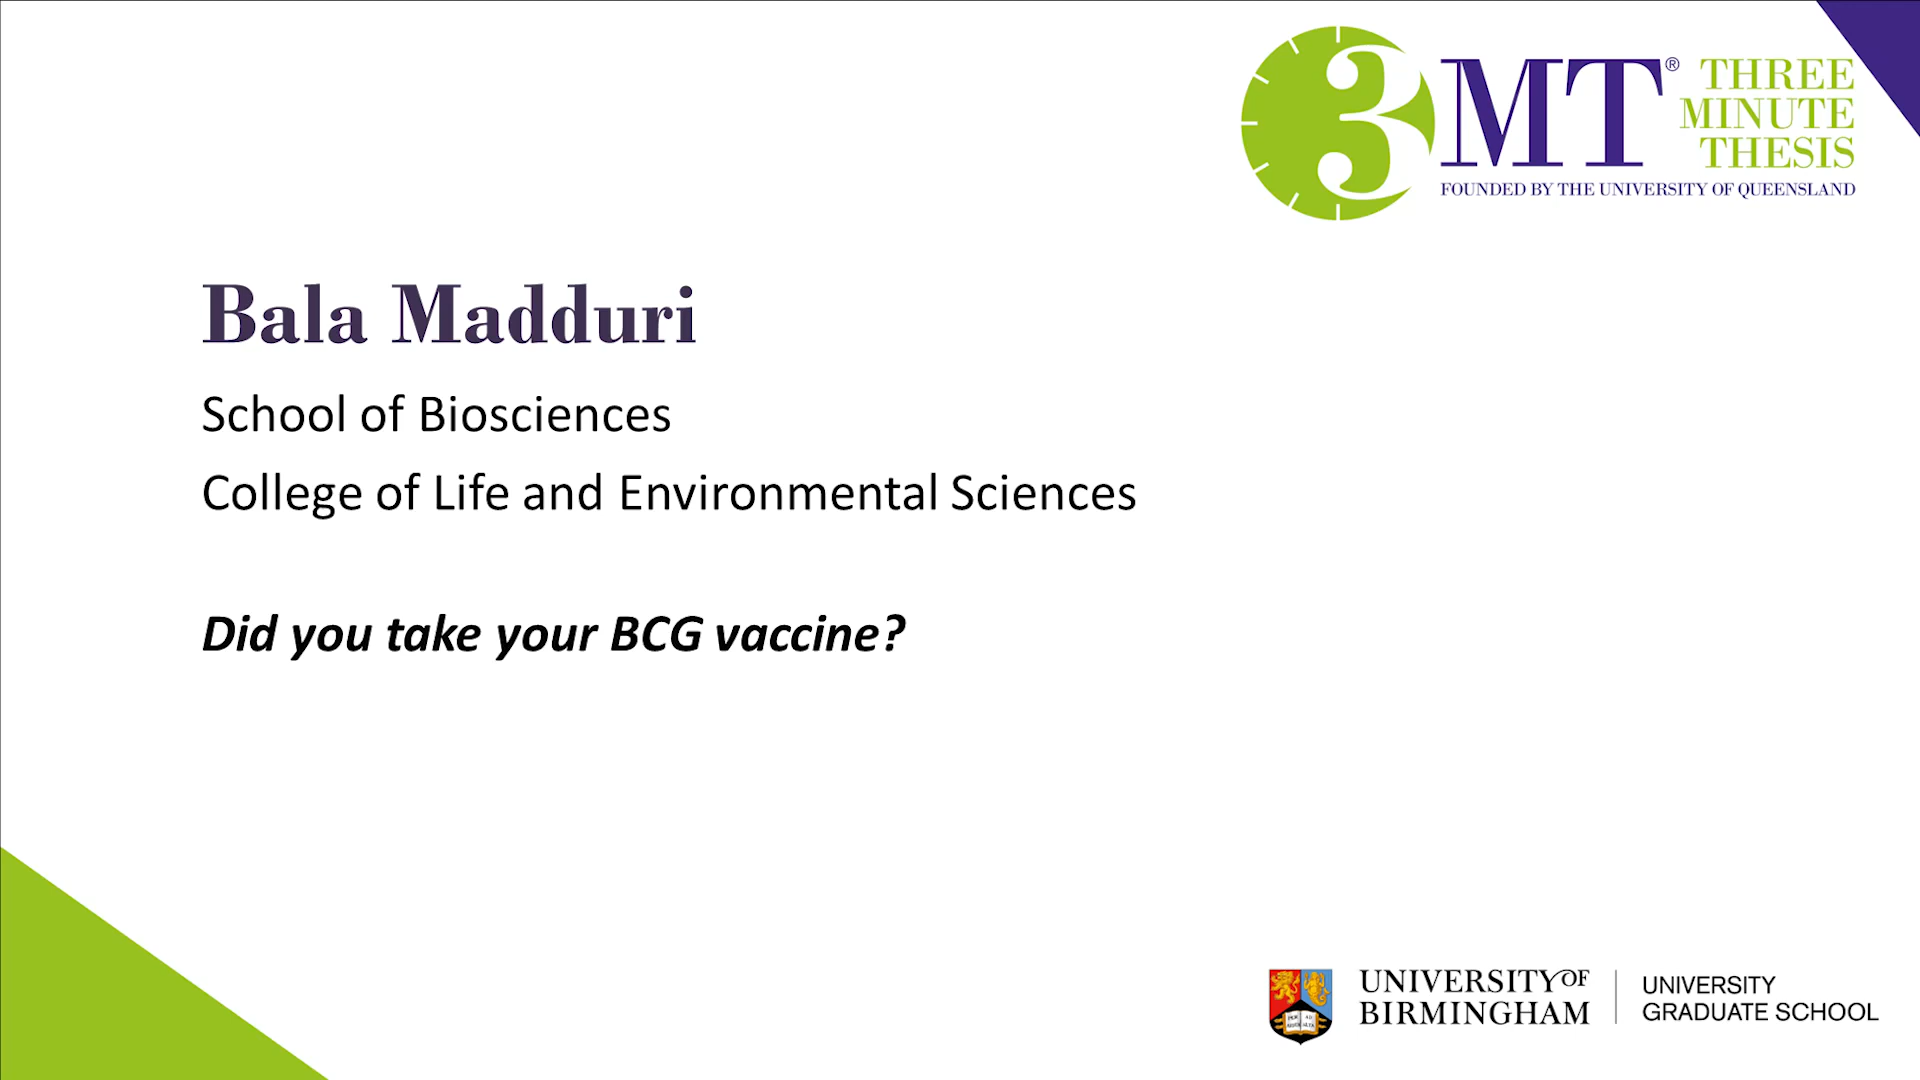 3MT® THREE
MINUTE
THESIS
FOUNDED BY THE UNIVERSITY OF QUEENSLAND
Bala Madduri
School of Biosciences
College of Life and Environmental Sciences
Did you take your BCG vaccine?
UNIVERSITY OF
BIRMINGHAM
UNIVERSITY
GRADUATE SCHOOL